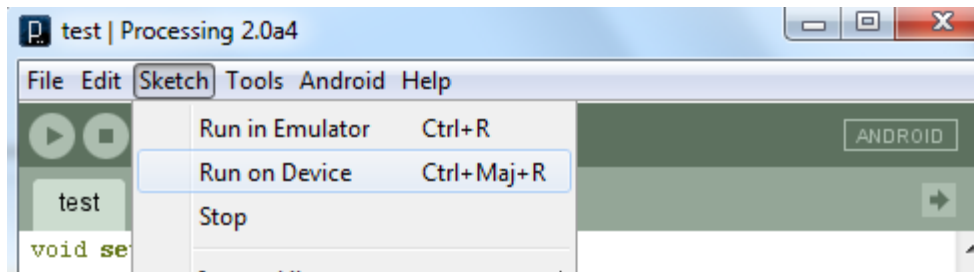 test | Processing 2.0a4
File Edit Sketch Tools Android Help
Run in Emulator Ctrl+R
ANDROID
Run on Device Ctrl+Maj+R
test
Stop
void se